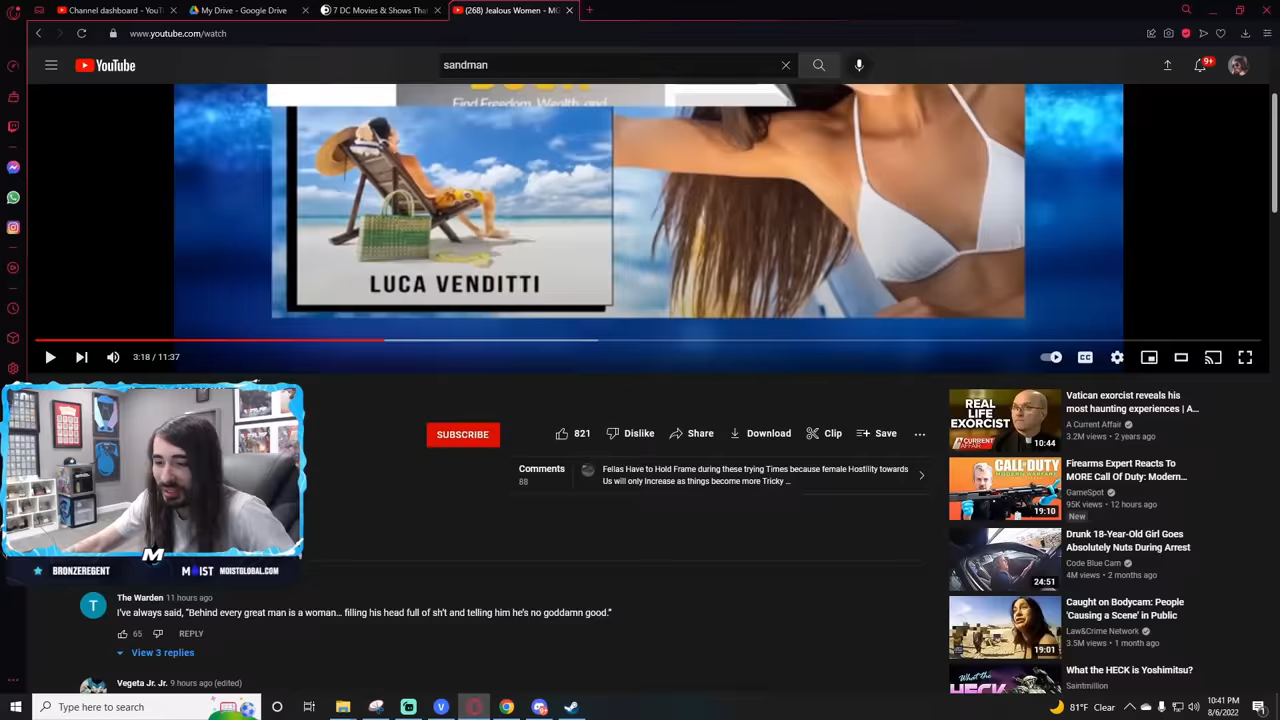 Channel dashboard - YouT
My Drive - Google Drive
7 DC Movies & Shows Tha
(268) Jealous Women - MG
www.youtube.com/watch
YouTube
sandman
9+
Find Freedom, Wealth, and
LUCA VENDITTI
3:18 / 11:37
CC
SUBSCRIBE
821
Dislike
Share
Download
Clip
Save
Comments
88
Fellas Have to Hold Frame during these trying Times because female Hostility towards
Us will only Increase as things become more Tricky ...
REAL
LIFE
EXORCIST
10:44
Vatican exorcist reveals his
most haunting experiences | A...
A Current Affair
3.2M views • 2 years ago
CALL OF DUTY
19:10
Firearms Expert Reacts To
MORE Call Of Duty: Modern...
GameSpot
95K views • 12 hours ago
New
24:51
Drunk 18-Year-Old Girl Goes
Absolutely Nuts During Arrest
Code Blue Cam
4M views • 2 months ago
19:01
Caught on Bodycam: People
'Causing a Scene' in Public
Law&Crime Network
3.5M views • 1 month ago
What the
HECK
What the HECK is Yoshimitsu?
Saintmillion
M
BRONZEREGENT
MOIST
MOISTGLOBAL.COM
T
The Warden 11 hours ago
I've always said, “Behind every great man is a woman… filling his head full of sh't and telling him he's no goddamn good.”
65
REPLY
View 3 replies
Vegeta Jr. Jr. 9 hours ago (edited)
Type here to search
V
81°F Clear
10:41 PM
8/6/2022